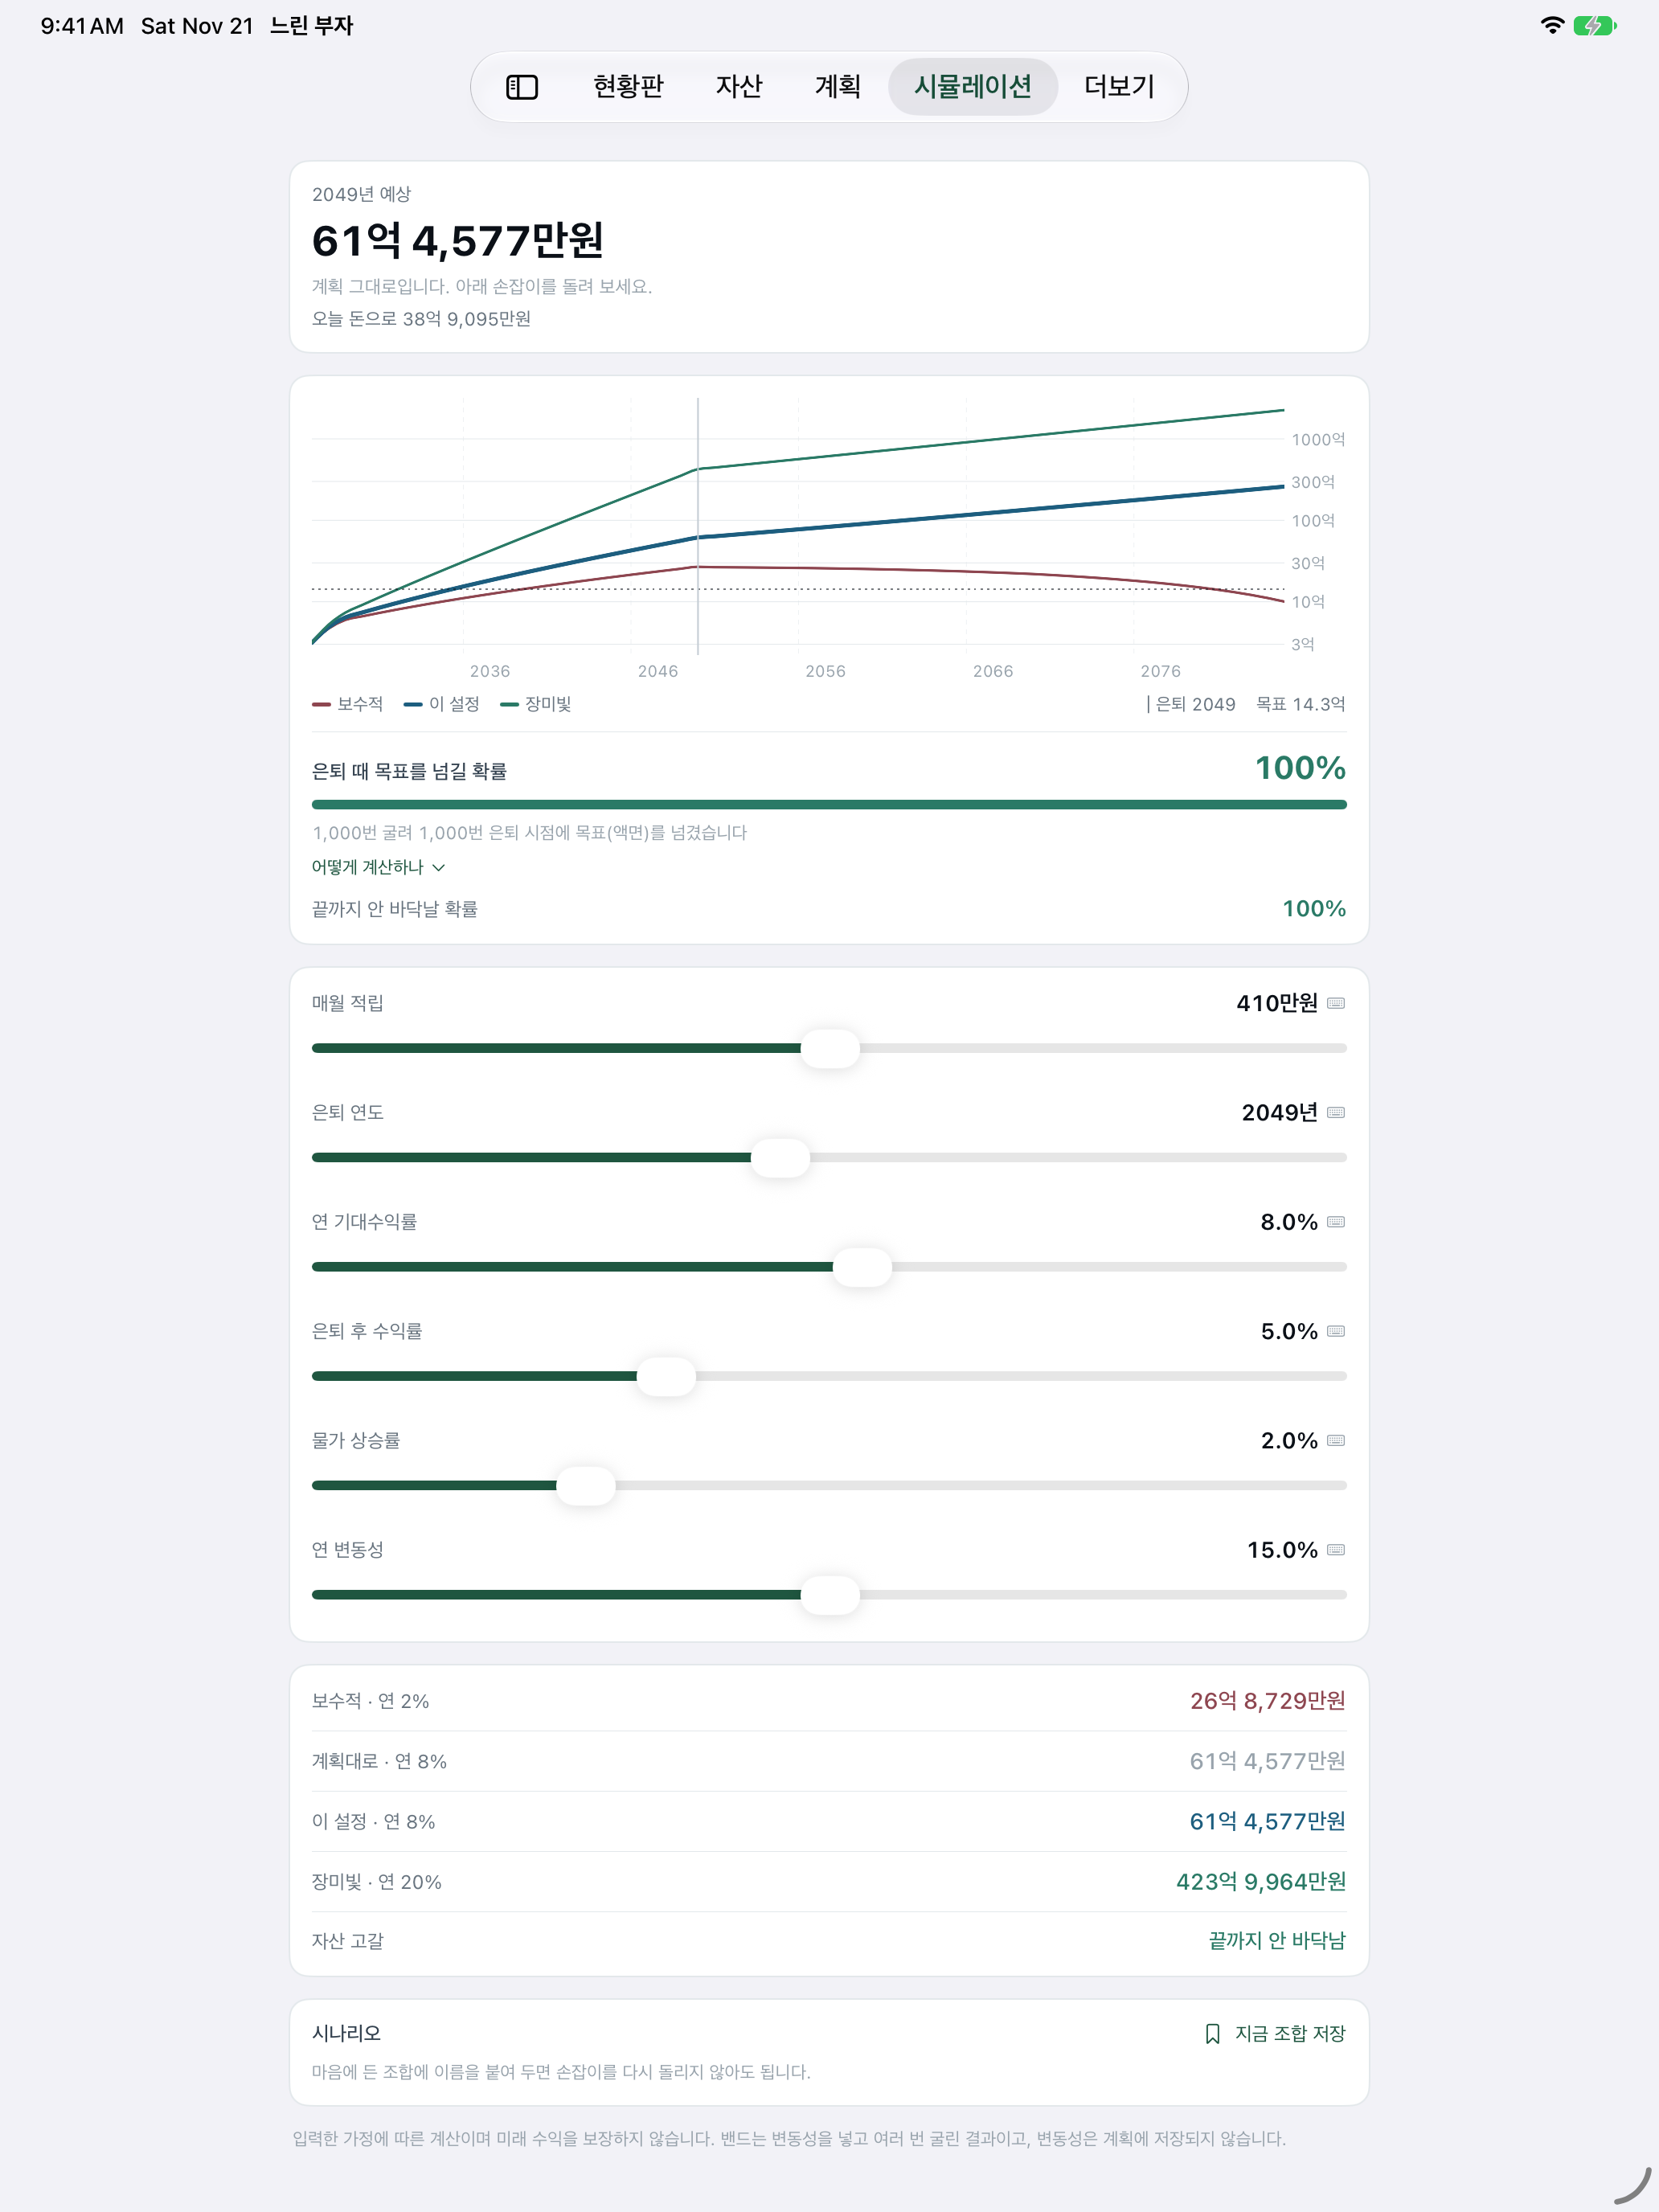 9:41 AM Sat Nov 21 느린 부자
현황판 자산 계획 시뮬레이션 더보기
2049년 예상
61억 4,577만원
계획 그대로입니다. 아래 손잡이를 돌려 보세요.
오늘 돈으로 38억 9,095만원
1000억
300억
100억
30억
10억
3억
2036 2046 2056 2066 2076
보수적 이 설정 장미빛 | 은퇴 2049 목표 14.3억
은퇴 때 목표를 넘길 확률 100%
1,000번 굴려 1,000번 은퇴 시점에 목표(액면)를 넘겼습니다
어떻게 계산하나
끝까지 안 바닥날 확률 100%
매월 적립 410만원
은퇴 연도 2049년
연 기대수익률 8.0%
은퇴 후 수익률 5.0%
물가 상승률 2.0%
연 변동성 15.0%
보수적 · 연 2% 26억 8,729만원
계획대로 · 연 8% 61억 4,577만원
이 설정 · 연 8% 61억 4,577만원
장미빛 · 연 20% 423억 9,964만원
자산 고갈 끝까지 안 바닥남
시나리오 지금 조합 저장
마음에 든 조합에 이름을 붙여 두면 손잡이를 다시 돌리지 않아도 됩니다.
입력한 가정에 따른 계산이며 미래 수익을 보장하지 않습니다. 밴드는 변동성을 넣고 여러 번 굴린 결과이고, 변동성은 계획에 저장되지 않습니다.